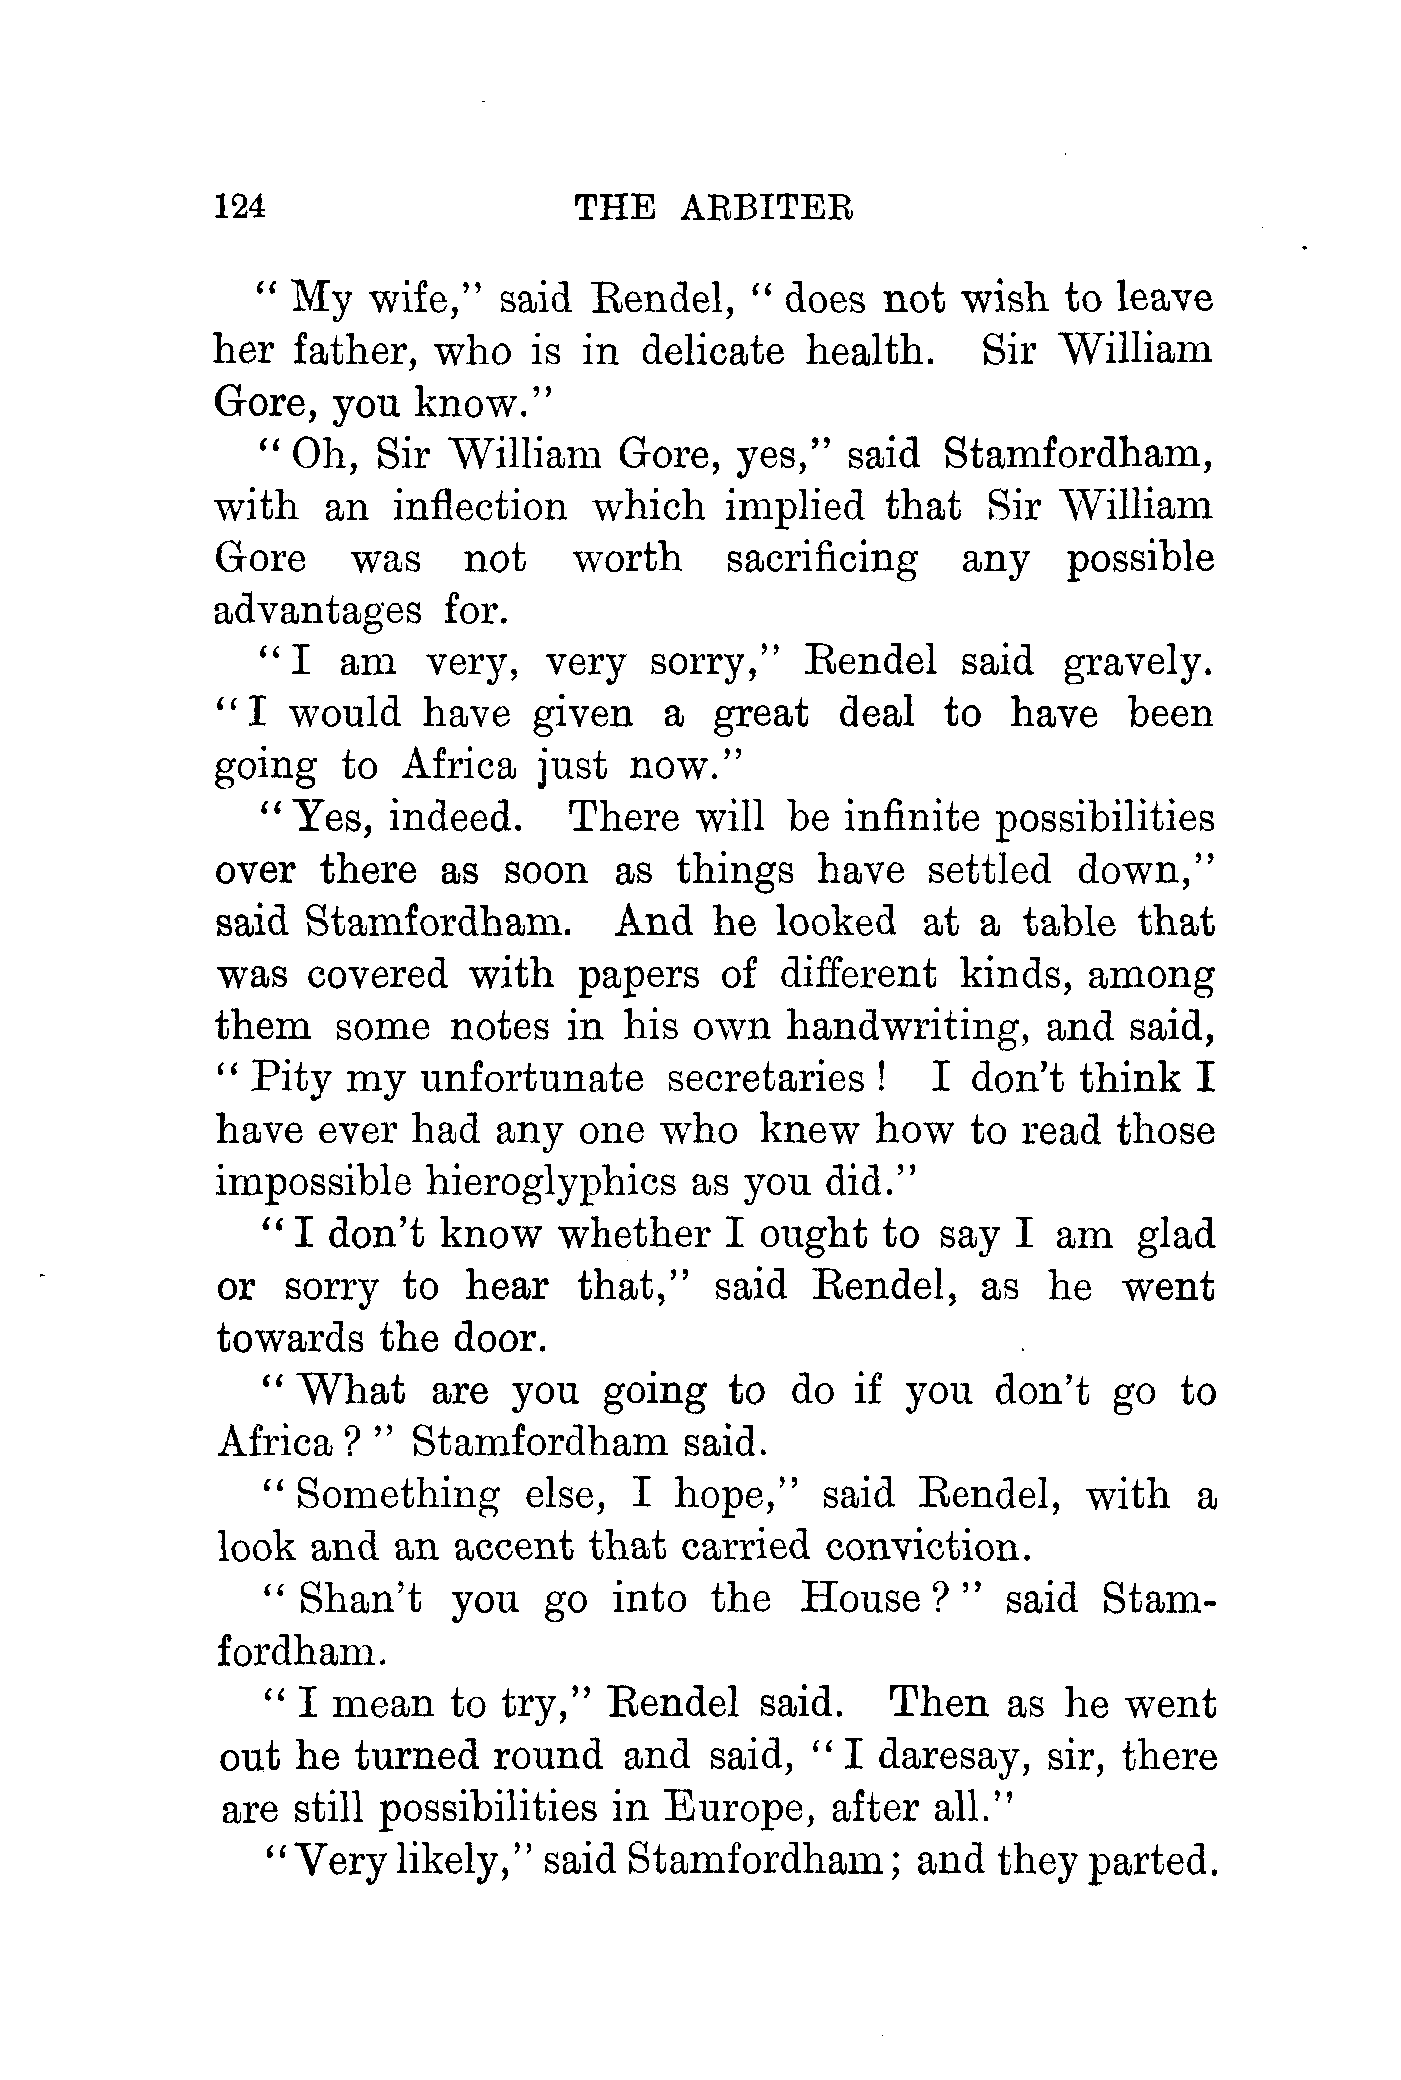 124 THE ARBITER
“ My wife,” said Rendel, “ does not wish to leave
her father, who is in delicate health. Sir William
Gore, you know.”
“ Oh, Sir William Gore, yes,” said Stamfordham,
with an inflection which implied that Sir William
Gore was not worth sacrificing any possible
advantages for.
“ I am very, very sorry,” Rendel said gravely.
“ I would have given a great deal to have been
going to Africa just now.”
“ Yes, indeed. There will be infinite possibilities
over there as soon as things have settled down,”
said Stamfordham. And he looked at a table that
was covered with papers of different kinds, among
them some notes in his own handwriting, and said,
“ Pity my unfortunate secretaries ! I don’t think I
have ever had any one who knew how to read those
impossible hieroglyphics as you did.”
“ I don’t know whether I ought to say I am glad
or sorry to hear that,” said Rendel, as he went
towards the door.
“ What are you going to do if you don’t go to
Africa ? ” Stamfordham said.
“ Something else, I hope,” said Rendel, with a
look and an accent that carried conviction.
“ Shan’t you go into the House ? ” said Stam-
fordham.
“ I mean to try,” Rendel said. Then as he went
out he turned round and said, “ I daresay, sir, there
are still possibilities in Europe, after all.”
“ Very likely,” said Stamfordham ; and they parted.